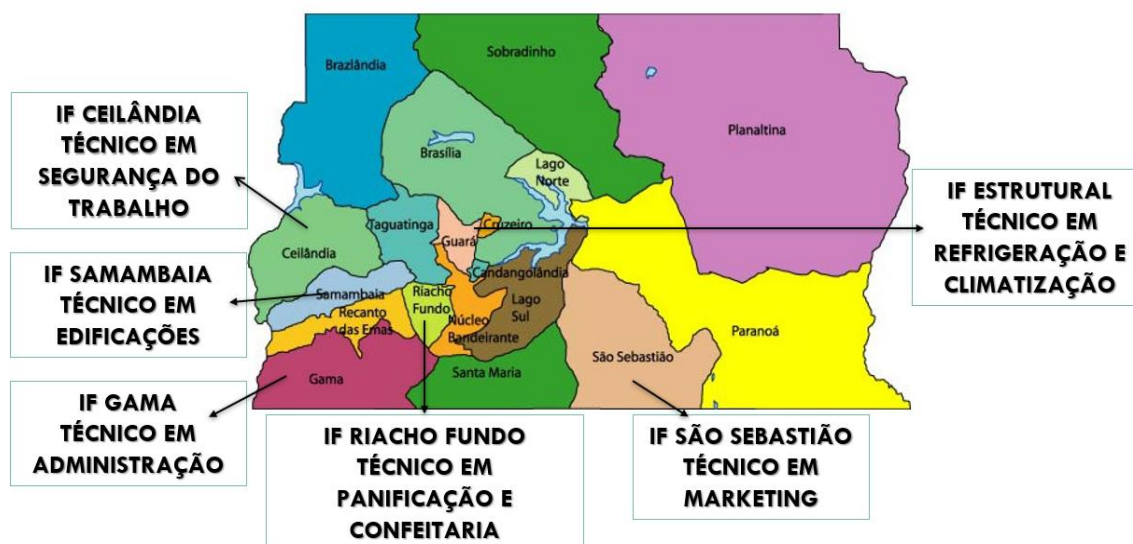 Brazlândia
Sobradinho
Planaltina
Brasília
Lago
Norte
Taguatinga
Guará
Cruzeiro
Ceilândia
Candangolândia
Samambaia
Riacho
Fundo
Lago
Sul
Recanto
das Emas
Núcleo
Bandeirante
Paranoá
São Sebastião
Gama
Santa Maria
IF CEILÂNDIA
TÉCNICO EM
SEGURANÇA DO
TRABALHO
IF SAMAMBAIA
TÉCNICO EM
EDIFICAÇÕES
IF GAMA
TÉCNICO EM
ADMINISTRAÇÃO
IF RIACHO FUNDO
TÉCNICO EM
PANIFICAÇÃO E
CONFEITARIA
IF SÃO SEBASTIÃO
TÉCNICO EM
MARKETING
IF ESTRUTURAL
TÉCNICO EM
REFRIGERAÇÃO E
CLIMATIZAÇÃO